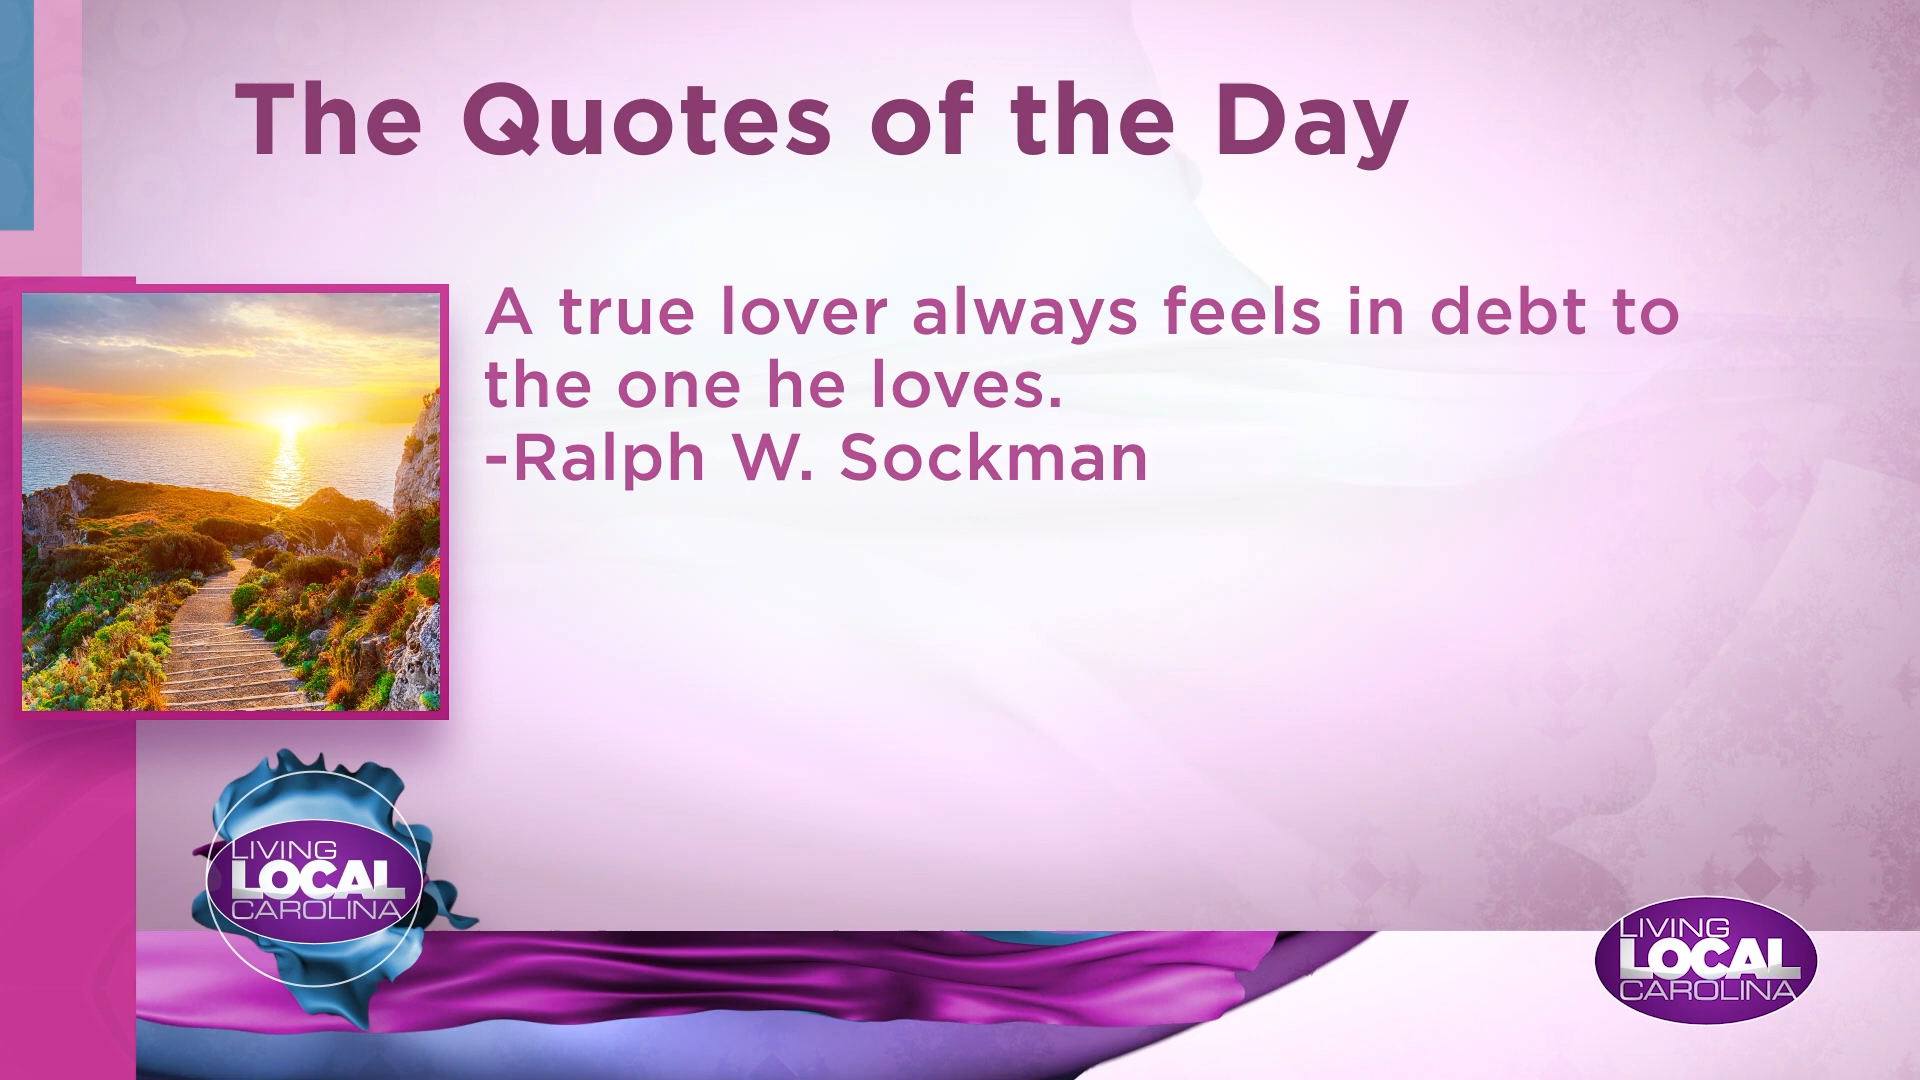 The Quotes of the Day
A true lover always feels in debt to
the one he loves.
-Ralph W. Sockman
LIVING
LOCAL
CAROLINA
LIVING
LOCAL
CAROLINA